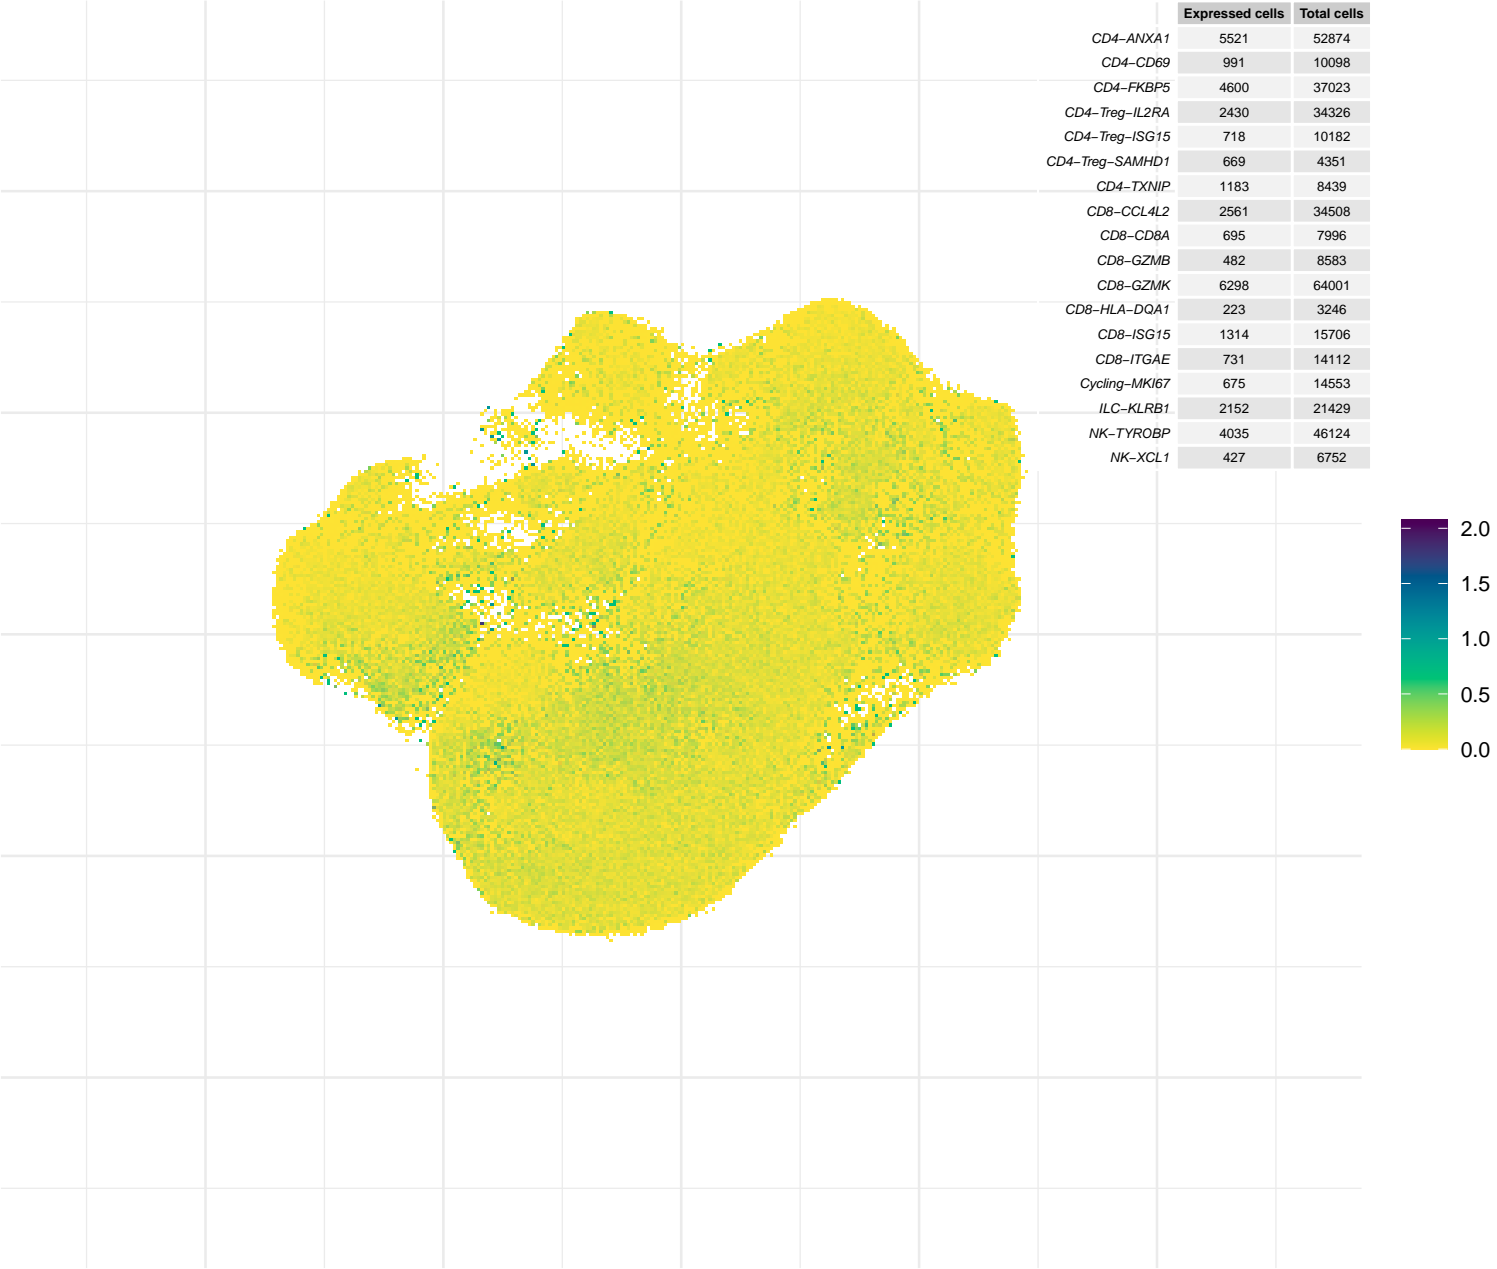 Expressed cells Total cells
CD4−ANXA1 5521 52874
CD4−CD69 991 10098
CD4−FKBP5 4600 37023
CD4−Treg−IL2RA 2430 34326
CD4−Treg−ISG15 718 10182
CD4−Treg−SAMHD1 669 4351
CD4−TXNIP 1183 8439
CD8−CCL4L2 2561 34508
CD8−CD8A 695 7996
CD8−GZMB 482 8583
CD8−GZMK 6298 64001
CD8−HLA−DQA1 223 3246
CD8−ISG15 1314 15706
CD8−ITGAE 731 14112
Cycling−MKI67 675 14553
ILC−KLRB1 2152 21429
NK−TYROBP 4035 46124
NK−XCL1 427 6752
2.0
1.5
1.0
0.5
0.0